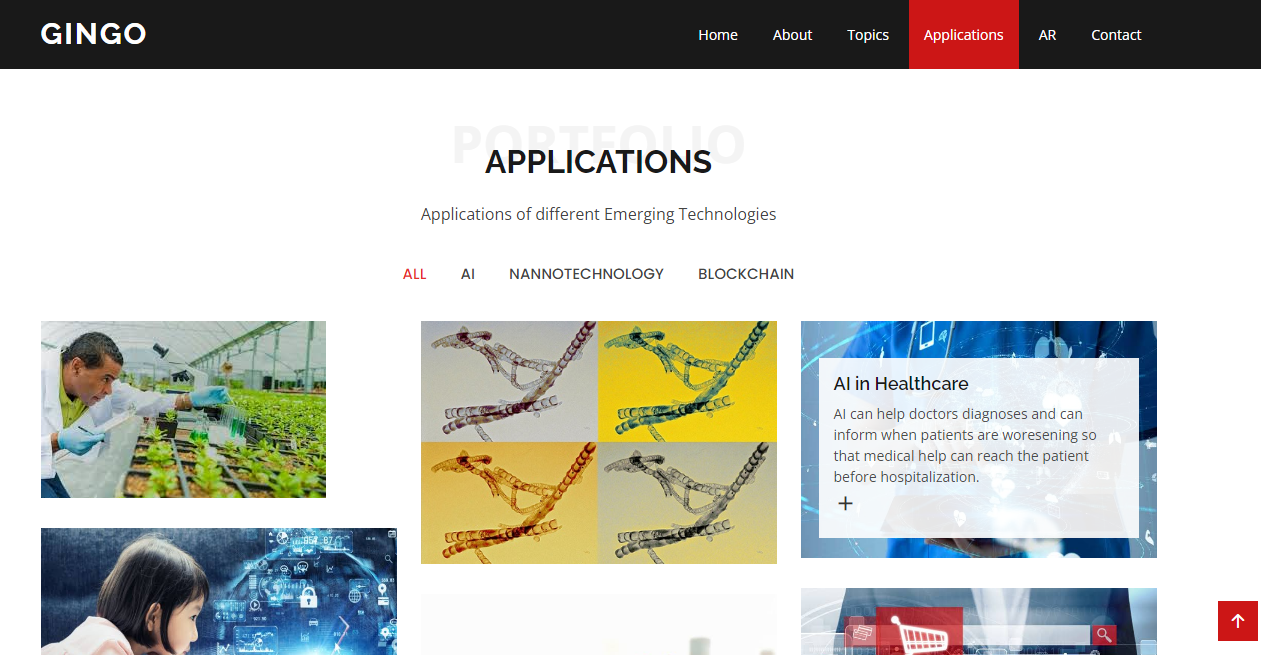 GINGO
Home About Topics Applications AR Contact
PORTFOLIO
APPLICATIONS
Applications of different Emerging Technologies
ALL AI NANNOTECHNOLOGY BLOCKCHAIN
AI in Healthcare
AI can help doctors diagnoses and can
inform when patients are woresening so
that medical help can reach the patient
before hospitalization.